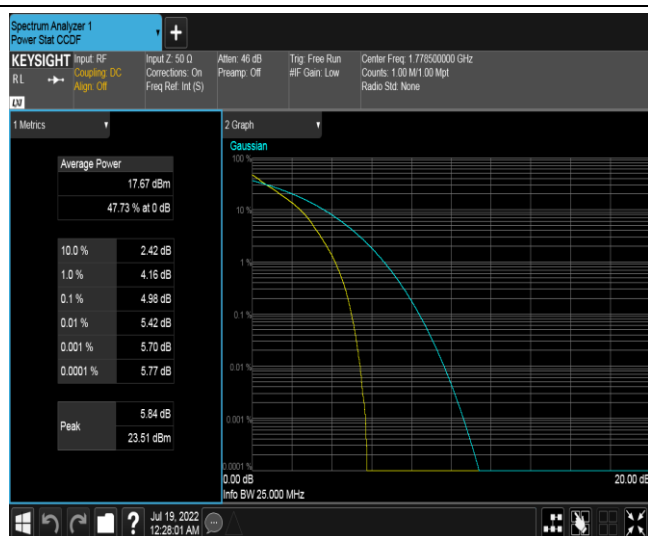 Spectrum Analyzer 1
Power Stat CCDF
+
KEYSIGHT Input: RF Input Z: 50 Ω Atten: 46 dB Trig: Free Run Center Freq: 1.778500000 GHz
RL Coupling: DC Corrections: On Preamp: Off #IF Gain: Low Counts: 1.00 M/1.00 Mpt
Align: Off Freq Ref: Int (S) Radio Std: None
LXI
1 Metrics
Average Power
17.67 dBm
47.73 % at 0 dB
10.0 % 2.42 dB
1.0 % 4.16 dB
0.1 % 4.98 dB
0.01 % 5.42 dB
0.001 % 5.70 dB
0.0001 % 5.77 dB
Peak 5.84 dB
23.51 dBm
2 Graph
Gaussian
100 %
10 %
1 %
0.1 %
0.01 %
0.001 %
0.0001 %
0.00 dB 20.00 dB
Info BW 25.000 MHz
? Jul 19, 2022
12:28:01 AM